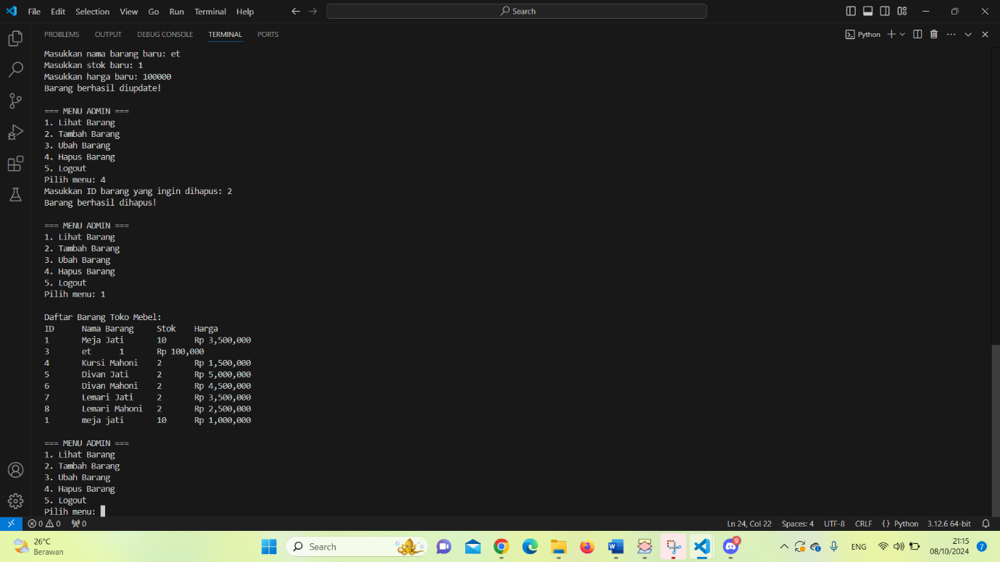 File Edit Selection View Go Run Terminal Help Search
PROBLEMS OUTPUT DEBUG CONSOLE TERMINAL PORTS Python
Masukkan nama barang baru: et
Masukkan stok baru: 1
Masukkan harga baru: 100000
Barang berhasil diupdate!
=== MENU ADMIN ===
1. Lihat Barang
2. Tambah Barang
3. Ubah Barang
4. Hapus Barang
5. Logout
Pilih menu: 4
Masukkan ID barang yang ingin dihapus: 2
Barang berhasil dihapus!
=== MENU ADMIN ===
1. Lihat Barang
2. Tambah Barang
3. Ubah Barang
4. Hapus Barang
5. Logout
Pilih menu: 1
Daftar Barang Toko Mebel:
ID Nama Barang Stok Harga
1 Meja Jati 10 Rp 3,500,000
3 et 1 Rp 100,000
4 Kursi Mahoni 2 Rp 1,500,000
5 Divan Jati 2 Rp 5,000,000
6 Divan Mahoni 2 Rp 4,500,000
7 Lemari Jati 2 Rp 3,500,000
8 Lemari Mahoni 2 Rp 2,500,000
1 meja jati 10 Rp 1,000,000
=== MENU ADMIN ===
1. Lihat Barang
2. Tambah Barang
3. Ubah Barang
4. Hapus Barang
5. Logout
Pilih menu:
0 0 0 Ln 24, Col 22 Spaces: 4 UTF-8 CRLF {} Python 3.12.6 64-bit
26°C
Berawan
Search
9
ENG
21:15
08/10/2024
7